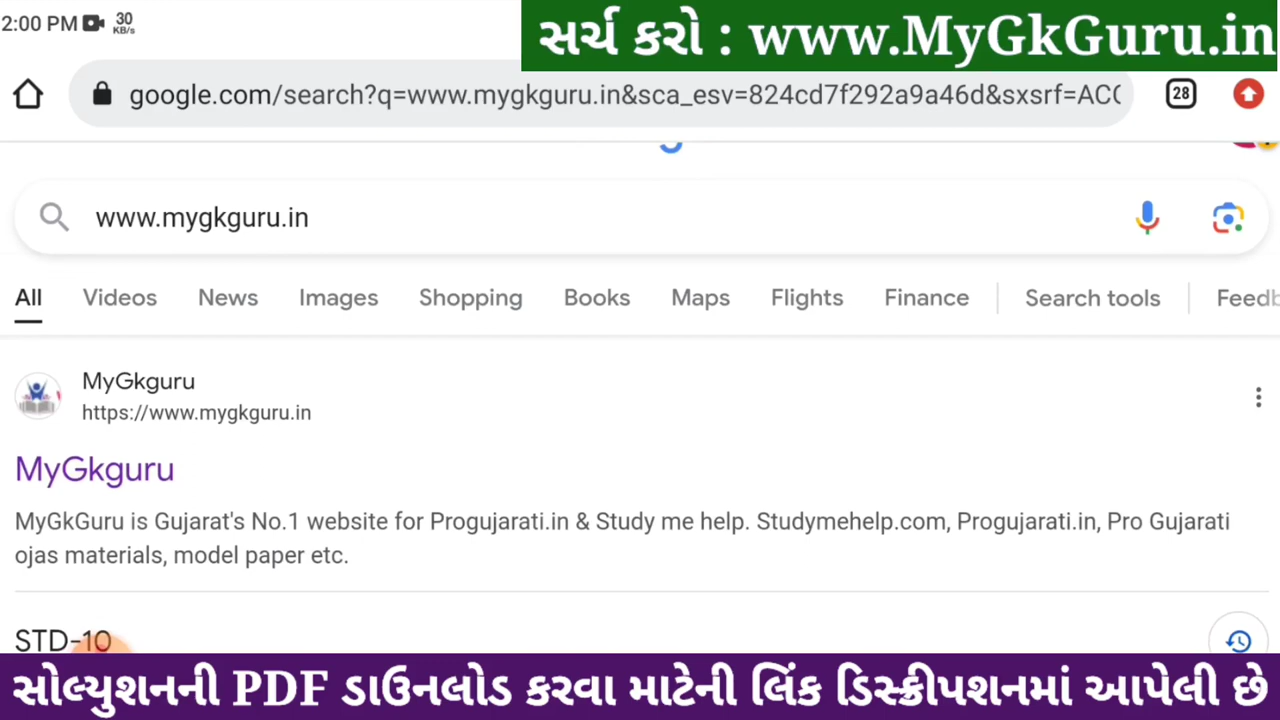 2:00 PM 30 KB/s
સર્ચ કરો : www.MyGkGuru.in
google.com/search?q=www.mygkguru.in&sca_esv=824cd7f292a9a46d&sxsrf=ACC
28
www.mygkguru.in
All Videos News Images Shopping Books Maps Flights Finance Search tools Feedb
MyGkguru
https://www.mygkguru.in
MyGkguru
MyGkGuru is Gujarat's No.1 website for Progujarati.in & Study me help. Studymehelp.com, Progujarati.in, Pro Gujarati
ojas materials, model paper etc.
STD-10
સોલ્યુશનની PDF ડાઉનલોડ કરવા માટેની લિંક ડિસ્ક્રીપશનમાં આપેલી છે